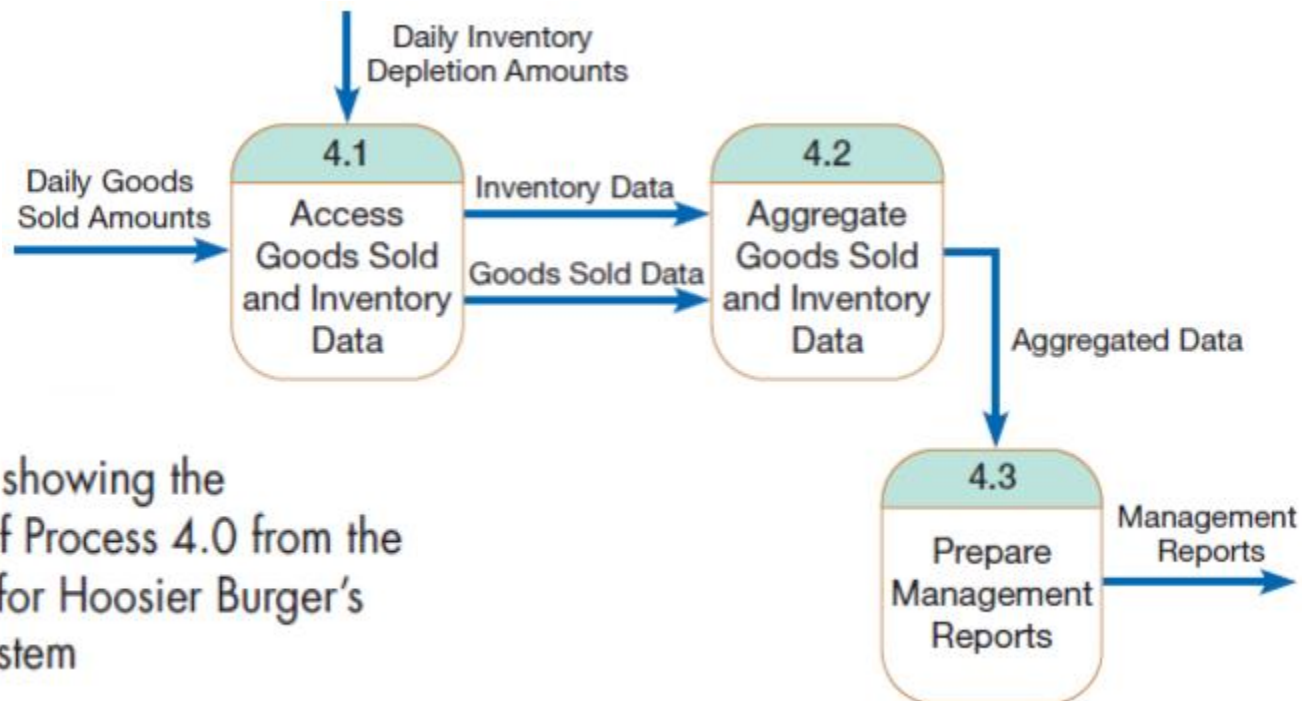 Daily Inventory
Depletion Amounts
Daily Goods
Sold Amounts
4.1
Access
Goods Sold
and Inventory
Data
Inventory Data
Goods Sold Data
4.2
Aggregate
Goods Sold
and Inventory
Data
Aggregated Data
4.3
Prepare
Management
Reports
Management
Reports
showing the
f Process 4.0 from the
for Hoosier Burger's
stem